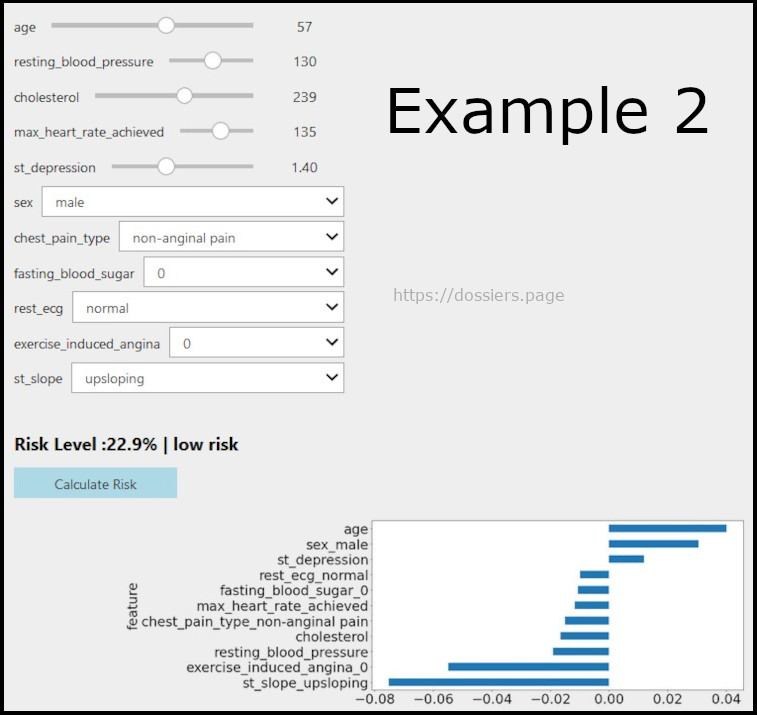 age 57
resting_blood_pressure 130
cholesterol 239
max_heart_rate_achieved 135
st_depression 1.40
sex male
chest_pain_type non-anginal pain
fasting_blood_sugar 0
rest_ecg normal
exercise_induced_angina 0
st_slope upsloping
Example 2
https://dossiers.page
Risk Level :22.9% | low risk
Calculate Risk
feature
age
sex_male
st_depression
rest_ecg_normal
fasting_blood_sugar_0
max_heart_rate_achieved
chest_pain_type_non-anginal pain
cholesterol
resting_blood_pressure
exercise_induced_angina_0
st_slope_upsloping
−0.08 −0.06 −0.04 −0.02 0.00 0.02 0.04